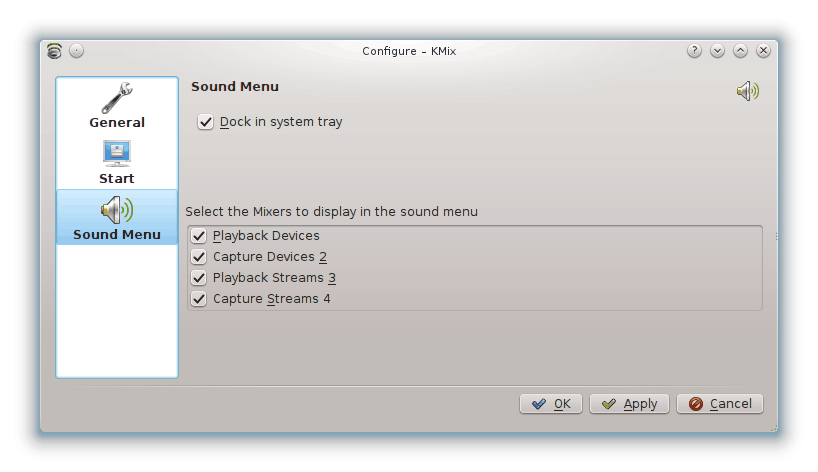 Configure – KMix
General
Start
Sound Menu
Sound Menu
Dock in system tray
Select the Mixers to display in the sound menu
Playback Devices
Capture Devices 2
Playback Streams 3
Capture Streams 4
OK
Apply
Cancel